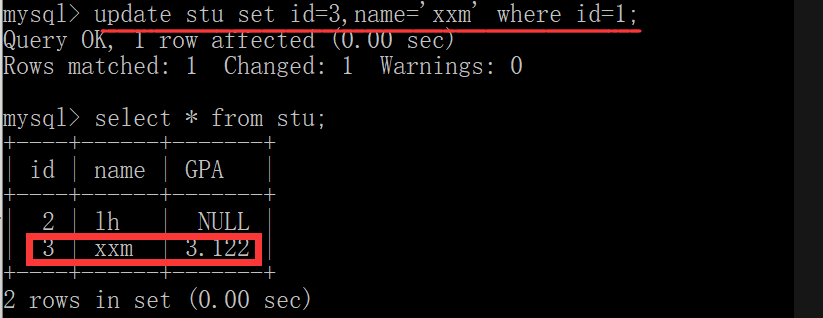 mysql> update stu set id=3,name='xxm' where id=1;
Query OK, 1 row affected (0.00 sec)
Rows matched: 1  Changed: 1  Warnings: 0
mysql> select * from stu;
+----+------+-------+
| id | name | GPA   |
+----+------+-------+
|  2 | lh   |  NULL |
|  3 | xxm  | 3.122 |
+----+------+-------+
2 rows in set (0.00 sec)